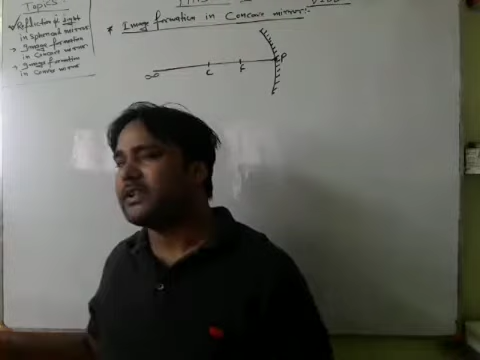 Topics:
Reflection of light
in spherical mirror
→ Image formation
in Concave mirror
→ Image formation
in Convex mirror
* Image formation in Concave mirror:-
∞ C F P